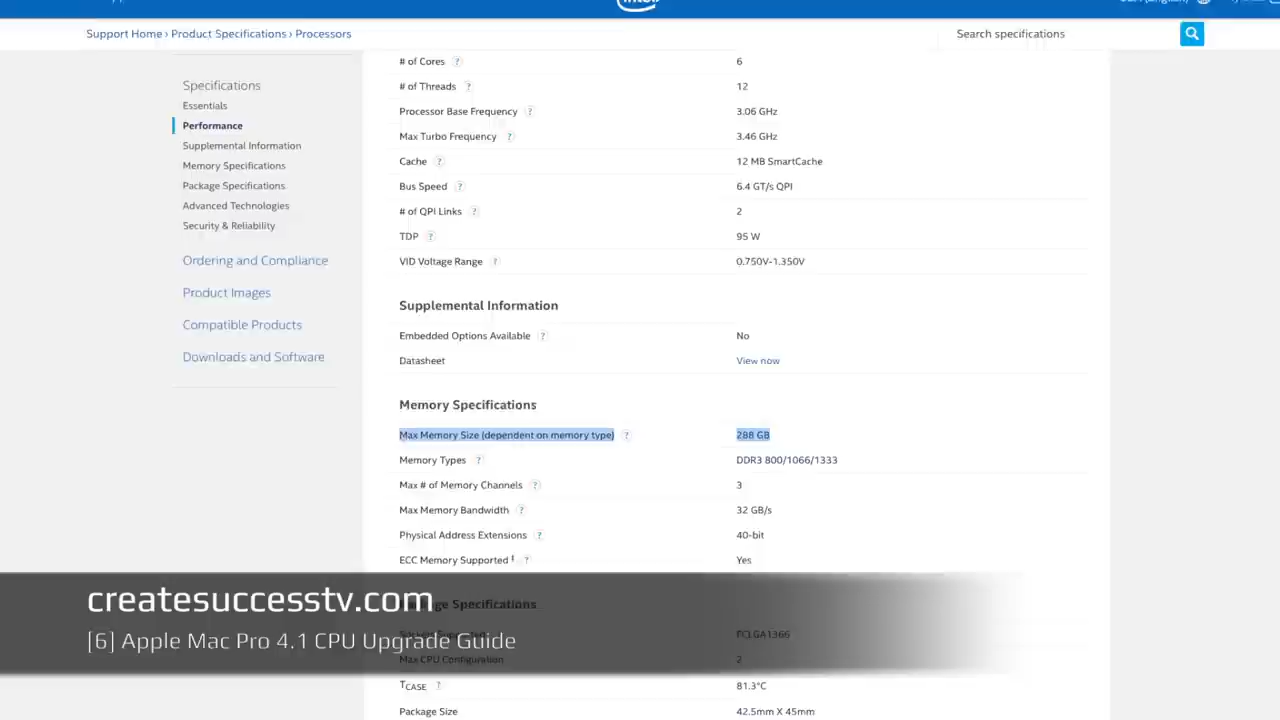 intel
Support Home › Product Specifications › Processors
Search specifications
Specifications
Essentials
Performance
Supplemental Information
Memory Specifications
Package Specifications
Advanced Technologies
Security & Reliability
Ordering and Compliance
Product Images
Compatible Products
Downloads and Software
# of Cores ? 6
# of Threads ? 12
Processor Base Frequency ? 3.06 GHz
Max Turbo Frequency ? 3.46 GHz
Cache ? 12 MB SmartCache
Bus Speed ? 6.4 GT/s QPI
# of QPI Links ? 2
TDP ? 95 W
VID Voltage Range ? 0.750V-1.350V
Supplemental Information
Embedded Options Available ? No
Datasheet View now
Memory Specifications
Max Memory Size (dependent on memory type) ? 288 GB
Memory Types ? DDR3 800/1066/1333
Max # of Memory Channels ? 3
Max Memory Bandwidth ? 32 GB/s
Physical Address Extensions ? 40-bit
ECC Memory Supported ‡ ? Yes
Package Specifications
Sockets Supported FCLGA1366
Max CPU Configuration 2
TCASE ? 81.3°C
Package Size 42.5mm X 45mm
createsuccesstv.com
[6] Apple Mac Pro 4.1 CPU Upgrade Guide